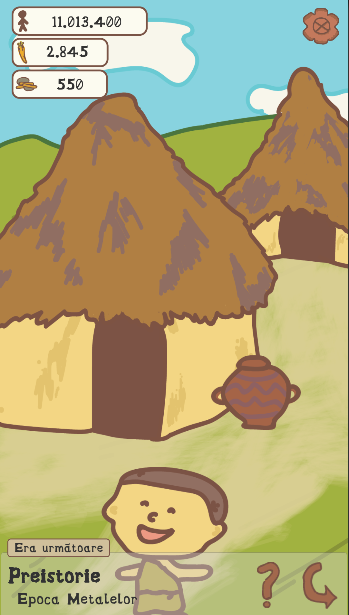 11.013.400
2.845
550
Era următoare
Preistorie
Epoca Metalelor
?